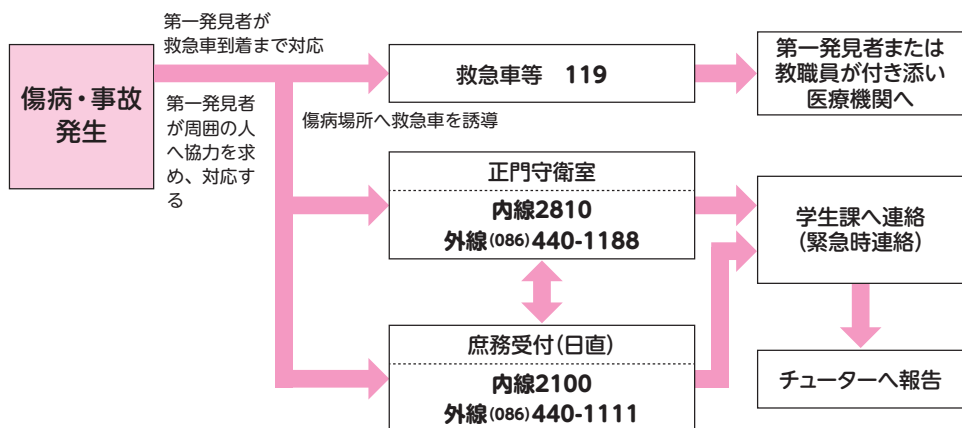 傷病・事故
発生
第一発見者が
救急車到着まで対応
第一発見者
が周囲の人
へ協力を求
め、対応す
る
救急車等 119
第一発見者または
教職員が付き添い
医療機関へ
傷病場所へ救急車を誘導
正門守衛室
内線2810
外線(086)440-1188
庶務受付(日直)
内線2100
外線(086)440-1111
学生課へ連絡
(緊急時連絡)
チューターへ報告